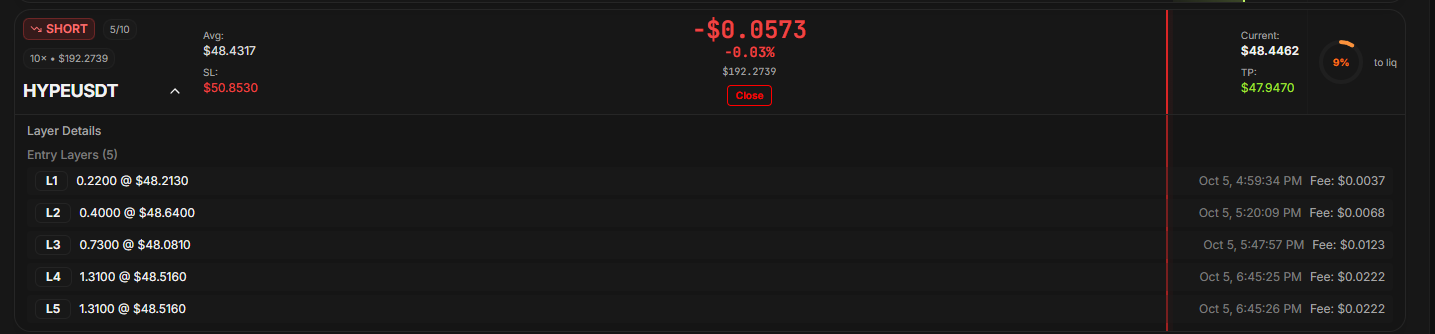 SHORT 5/10
10× • $192.2739
HYPEUSDT
Avg:
$48.4317
SL:
$50.8530
-$0.0573
-0.03%
$192.2739
Close
Current:
$48.4462
TP:
$47.9470
9% to liq
Layer Details
Entry Layers (5)
L1 0.2200 @ $48.2130 Oct 5, 4:59:34 PM Fee: $0.0037
L2 0.4000 @ $48.6400 Oct 5, 5:20:09 PM Fee: $0.0068
L3 0.7300 @ $48.0810 Oct 5, 5:47:57 PM Fee: $0.0123
L4 1.3100 @ $48.5160 Oct 5, 6:45:25 PM Fee: $0.0222
L5 1.3100 @ $48.5160 Oct 5, 6:45:26 PM Fee: $0.0222